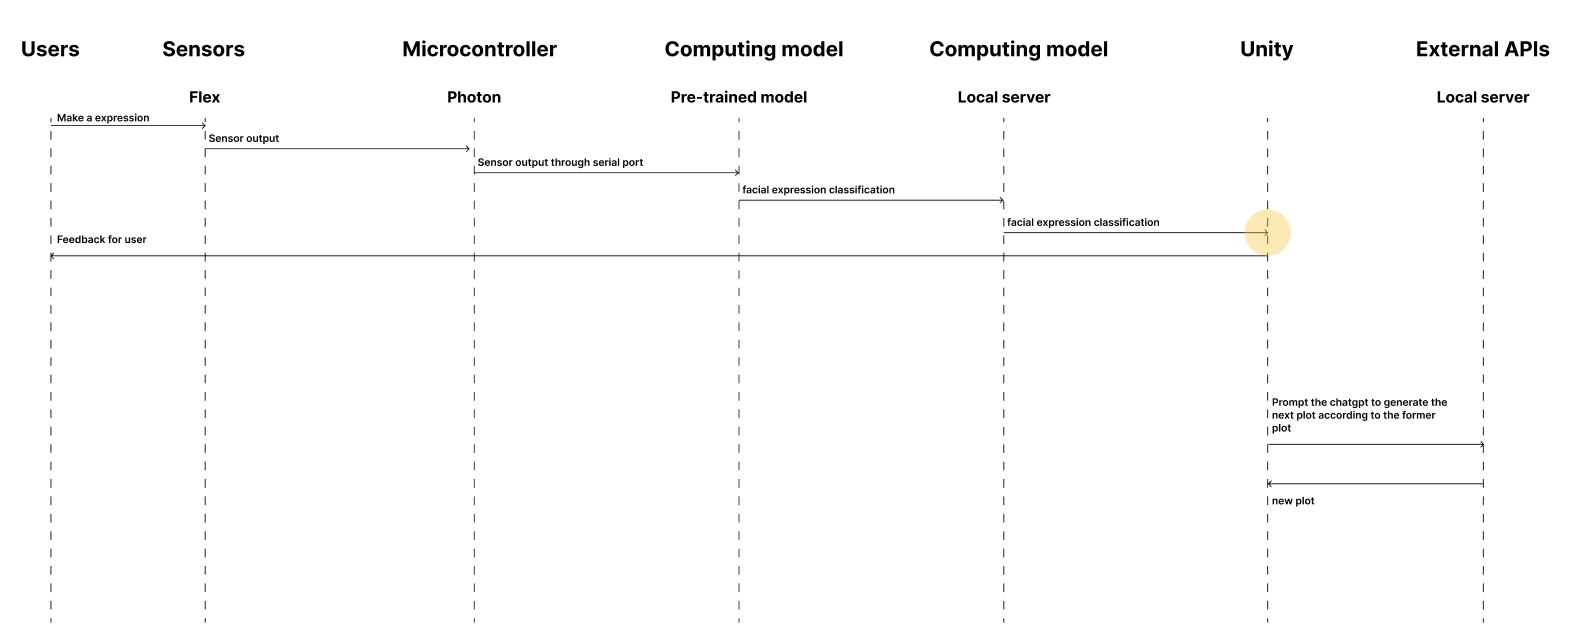 Users
Sensors
Microcontroller
Computing model
Computing model
Unity
External APIs
Flex
Photon
Pre-trained model
Local server
Local server
Make a expression
Sensor output
Sensor output through serial port
facial expression classification
facial expression classification
Feedback for user
Prompt the chatgpt to generate the
next plot according to the former
plot
new plot